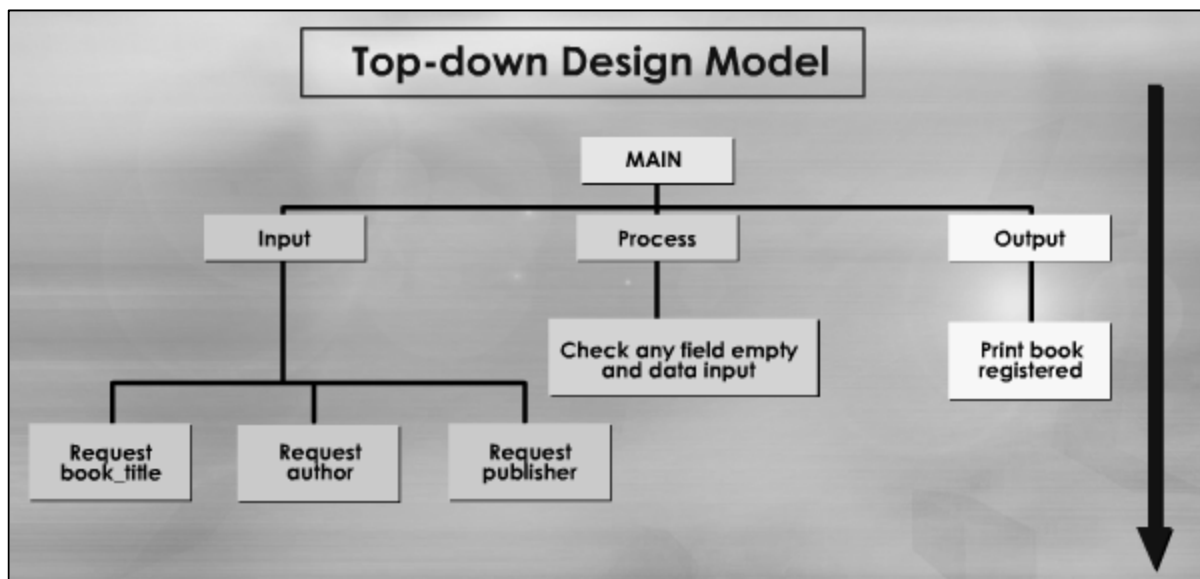 Top-down Design Model
MAIN
Input
Process
Output
Check any field empty
and data input
Print book
registered
Request
book_title
Request
author
Request
publisher